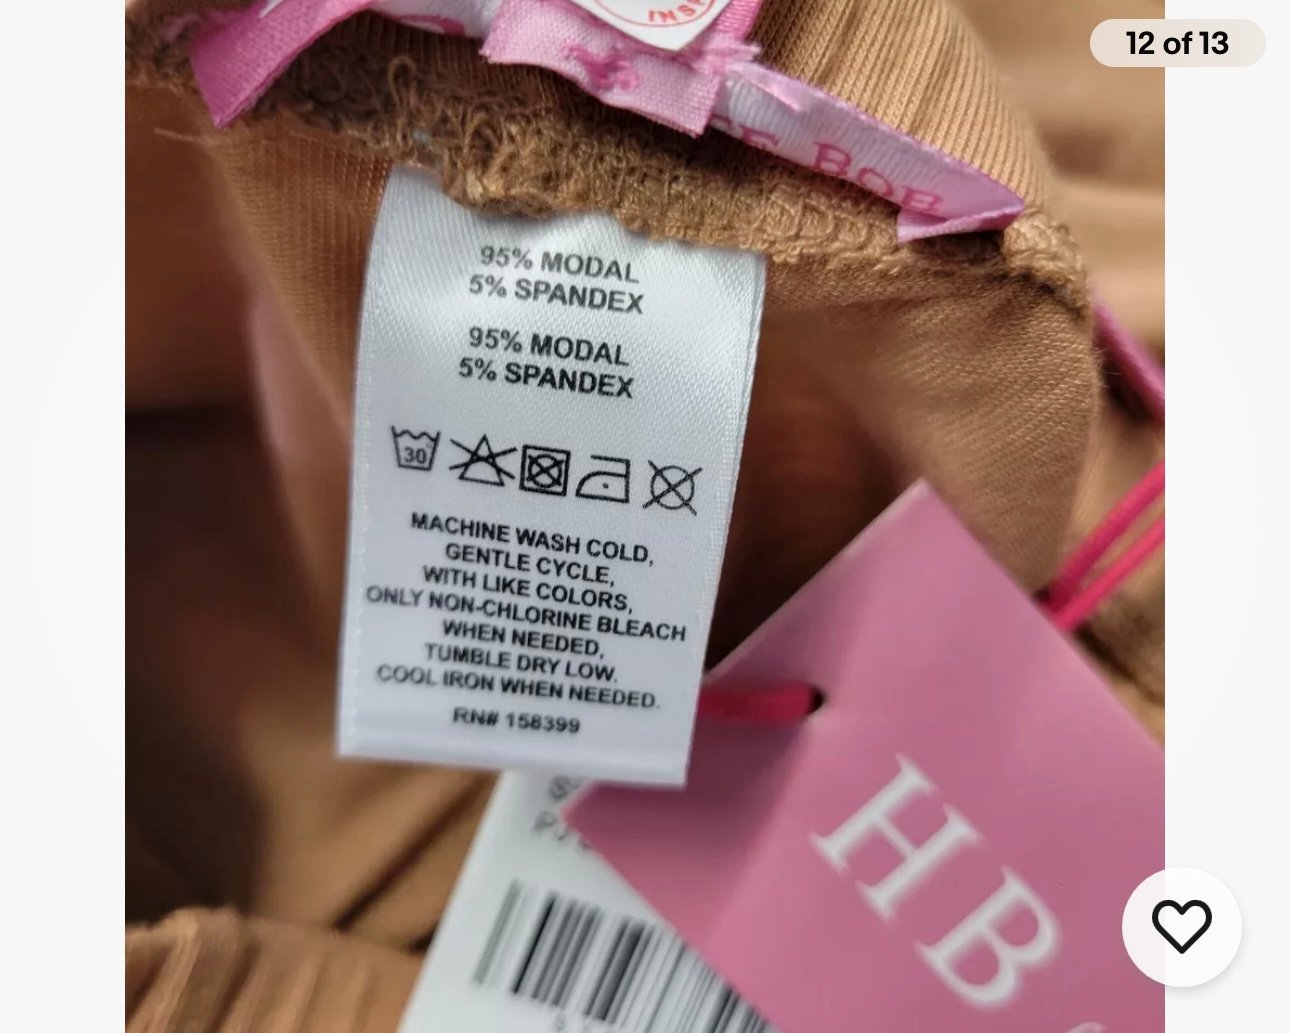 12 of 13
BOB
95% MODAL
5% SPANDEX
95% MODAL
5% SPANDEX
30
MACHINE WASH COLD,
GENTLE CYCLE,
WITH LIKE COLORS,
ONLY NON-CHLORINE BLEACH
WHEN NEEDED,
TUMBLE DRY LOW.
COOL IRON WHEN NEEDED.
RN# 158399
HB